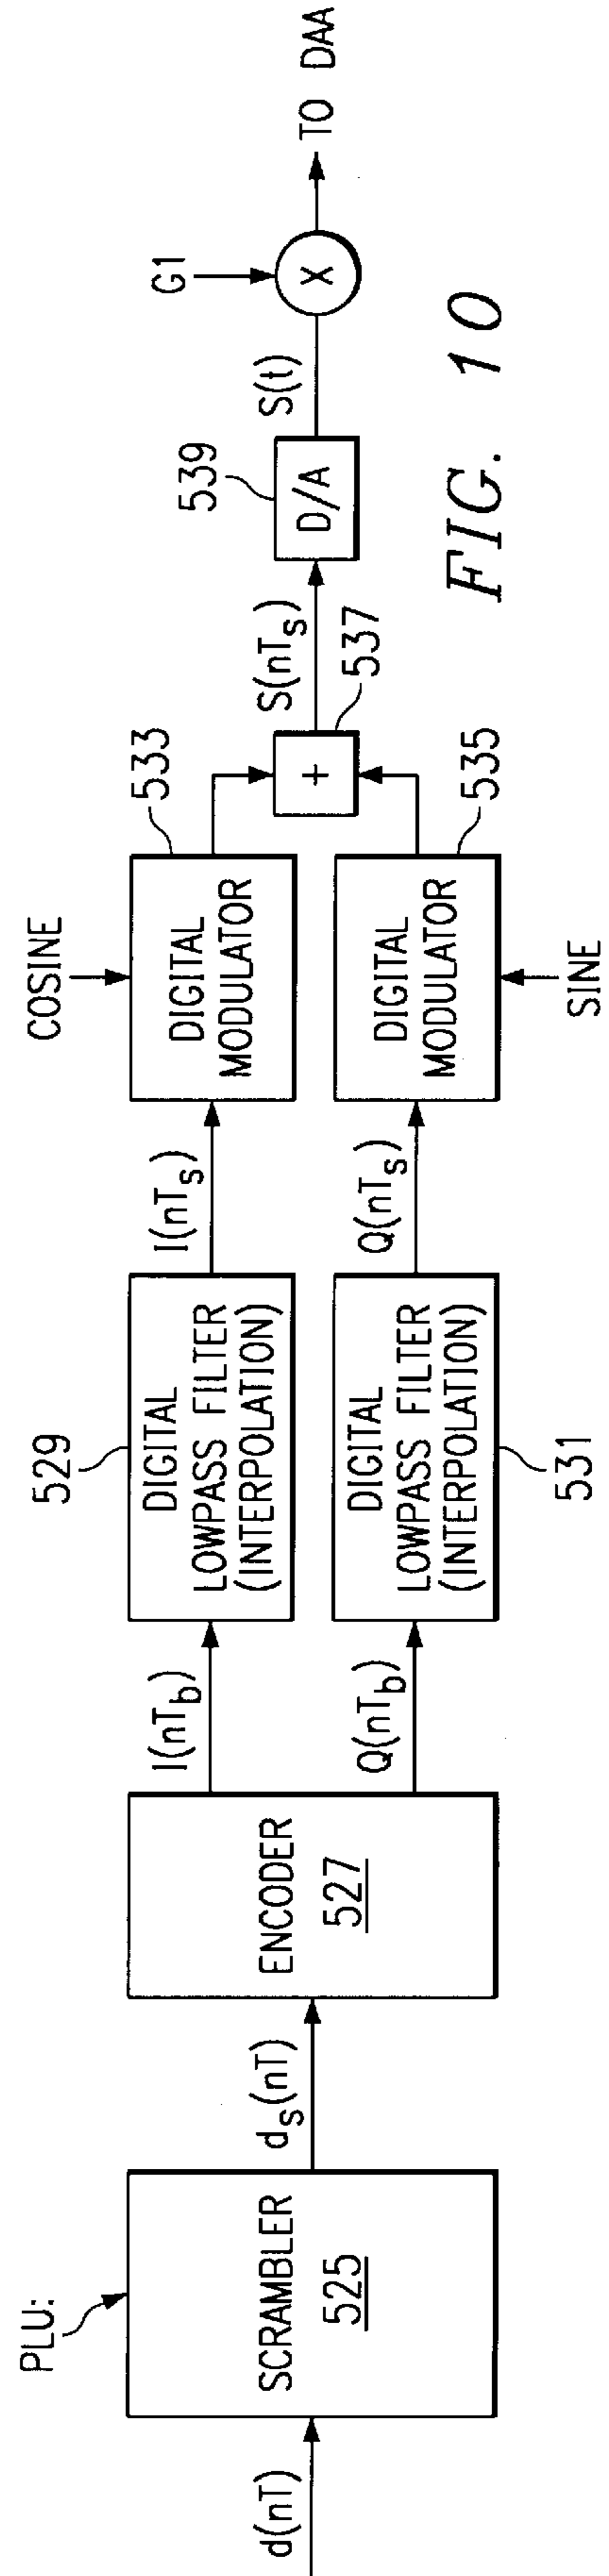 d(nT)
PLU:
SCRAMBLER
525
d_s(nT)
ENCODER
527
I(nT_b)
Q(nT_b)
529
DIGITAL
LOWPASS FILTER
(INTERPOLATION)
DIGITAL
LOWPASS FILTER
(INTERPOLATION)
531
I(nT_s)
Q(nT_s)
COSINE
DIGITAL
MODULATOR
533
DIGITAL
MODULATOR
535
SINE
+
537
S(nT_s)
539
D/A
S(t)
G1
X
TO DAA
FIG. 10